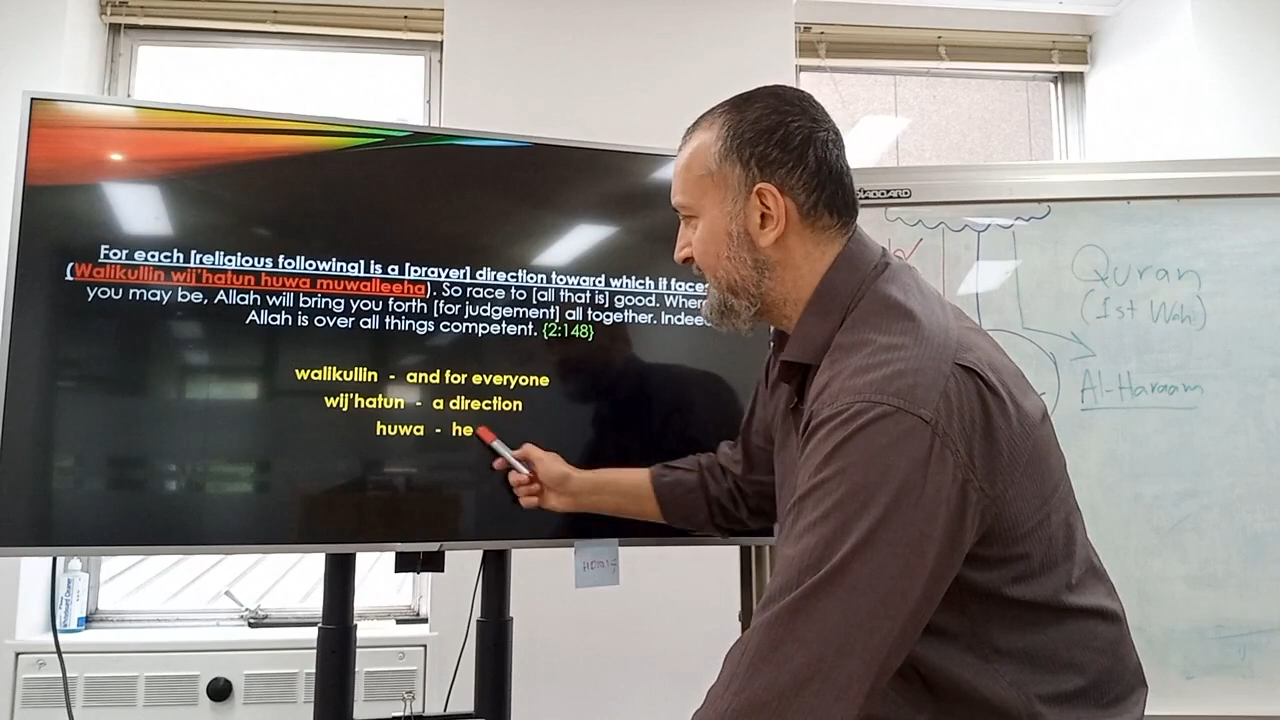 For each [religious following] is a [prayer] direction toward which it faces
(Walikullin wij'hatun huwa muwalleeha). So race to [all that is] good.
you may be, Allah will bring you forth [for judgement] all together.
Allah is over all things competent. {2:148}
walikullin - and for everyone
wij'hatun - a direction
huwa - he
Quran
(1st Wahi)
Al-Haraam
HDMI